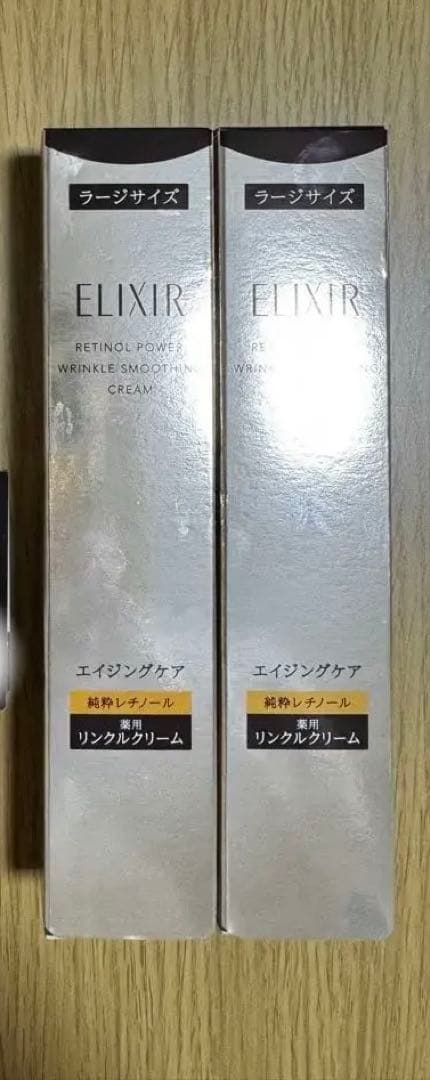 ラージサイズ
ELIXIR
RETINOL POWER
WRINKLE SMOOTHING
CREAM
エイジングケア
純粋レチノール
薬用
リンクルクリーム
ラージサイズ
ELIXIR
エイジングケア
純粋レチノール
薬用
リンクルクリーム